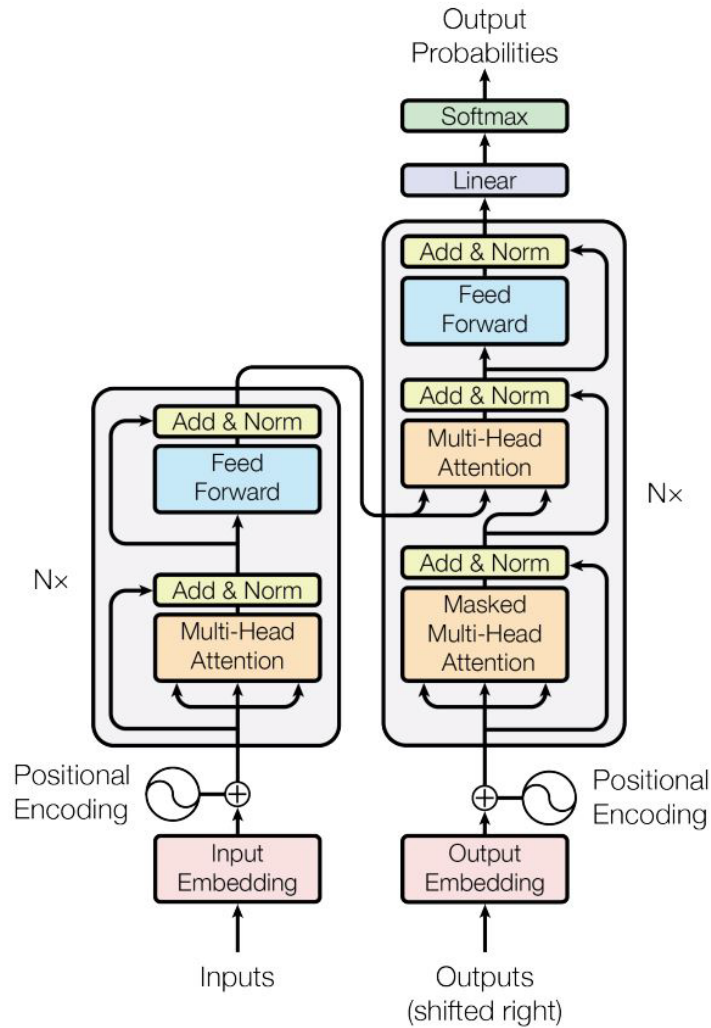 Output
Probabilities
Softmax
Linear
Add & Norm
Feed
Forward
Add & Norm
Multi-Head
Attention
Add & Norm
Masked
Multi-Head
Attention
Nx
Add & Norm
Feed
Forward
Add & Norm
Multi-Head
Attention
Nx
Positional
Encoding
Positional
Encoding
Input
Embedding
Output
Embedding
Inputs
Outputs
(shifted right)